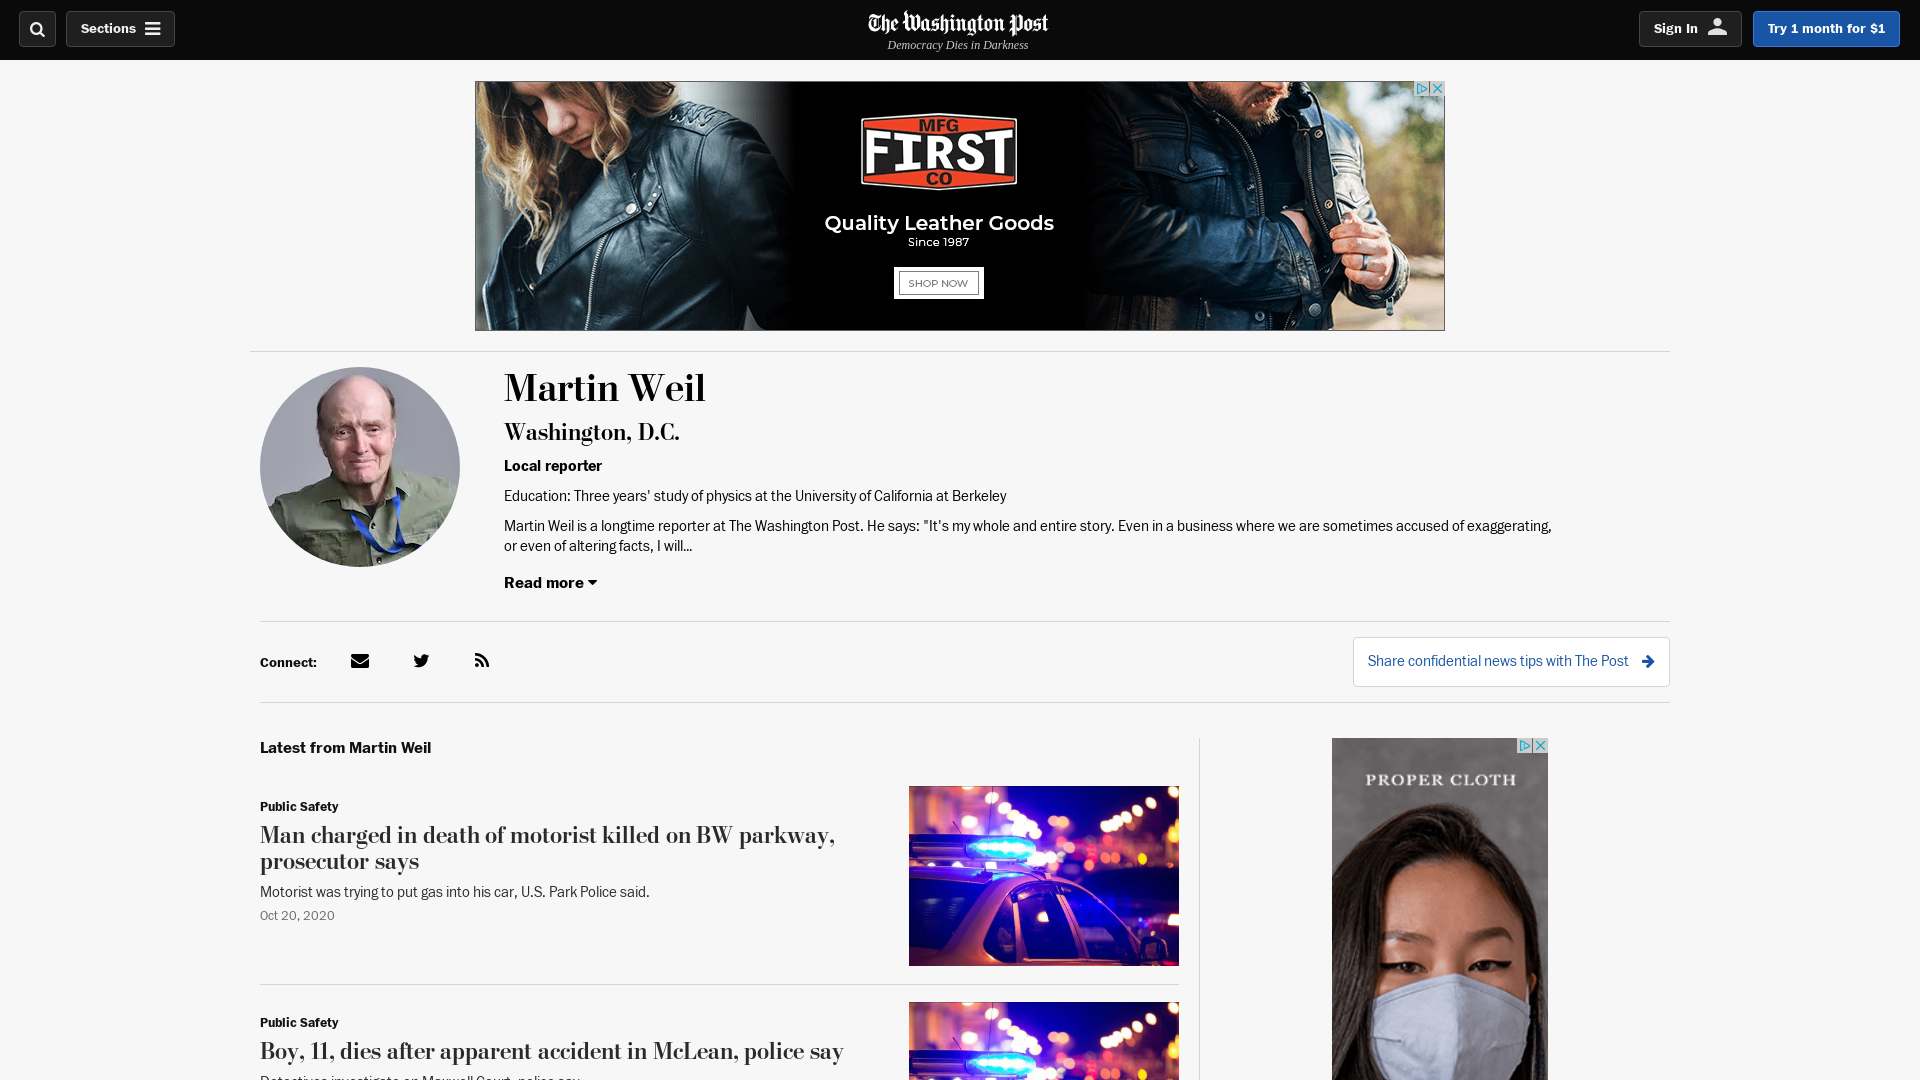 Sections
The Washington Post
Democracy Dies in Darkness
Sign In
Try 1 month for $1
MFG
FIRST
CO
Quality Leather Goods
Since 1987
SHOP NOW
Martin Weil
Washington, D.C.
Local reporter
Education: Three years' study of physics at the University of California at Berkeley
Martin Weil is a longtime reporter at The Washington Post. He says: "It's my whole and entire story. Even in a business where we are sometimes accused of exaggerating,
or even of altering facts, I will...
Read more
Connect:
Share confidential news tips with The Post
Latest from Martin Weil
PROPER CLOTH
Public Safety
Man charged in death of motorist killed on BW parkway,
prosecutor says
Motorist was trying to put gas into his car, U.S. Park Police said.
Oct 20, 2020
Public Safety
Boy, 11, dies after apparent accident in McLean, police say
Detectives investigate on Maxwell Court, police say.